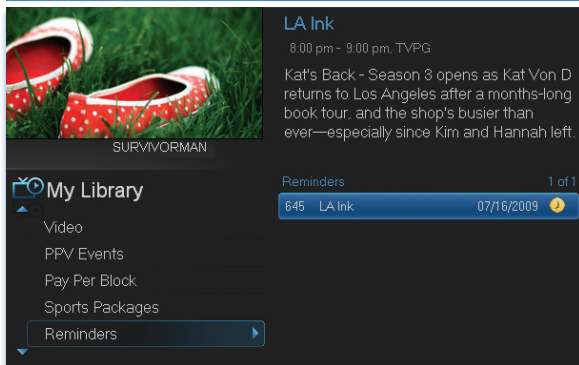 SURVIVORMAN
LA Ink
8:00 pm - 9:00 pm, TVPG
Kat's Back - Season 3 opens as Kat Von D
returns to Los Angeles after a months-long
book tour, and the shop's busier than
ever—especially since Kim and Hannah left.
My Library
Video
PPV Events
Pay Per Block
Sports Packages
Reminders
Reminders 1 of 1
645 LA Ink 07/16/2009